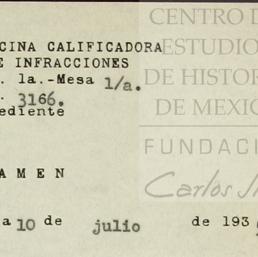 CINA CALIFICADORA
E INFRACCIONES
. 1a.-Mesa 1/a.
. 3166.
ediente
AMEN
a 10 de julio de 193
CENTRO D
ESTUDIO
DE HISTOR
DE MEXIC
FUNDACI
Carlos